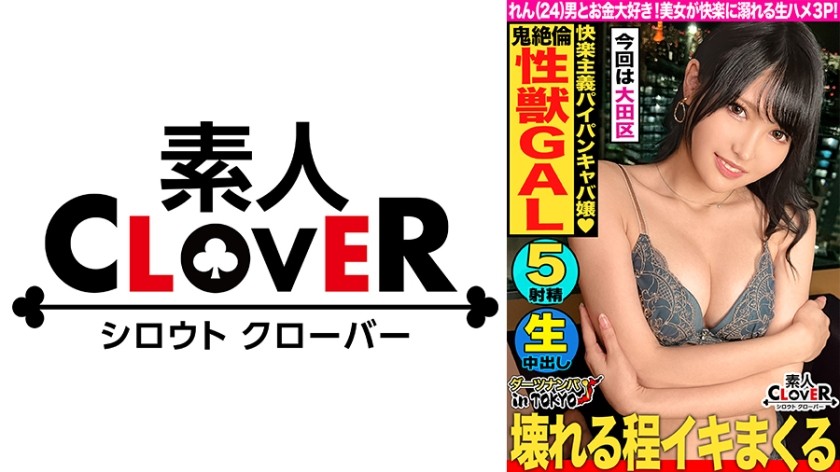 素人
CLOVER
シロウト クローバー
れん(24)男とお金大好き!美女が快楽に溺れる生ハメ3P!
快楽主義パイパンキャバ嬢♥
鬼絶倫
性獣GAL
今回は大田区
5
射精
生
中出し
ダーツナンパ
in TOKYO
素人
CLOVER
シロウト クローバー
壊れる程イキまくる